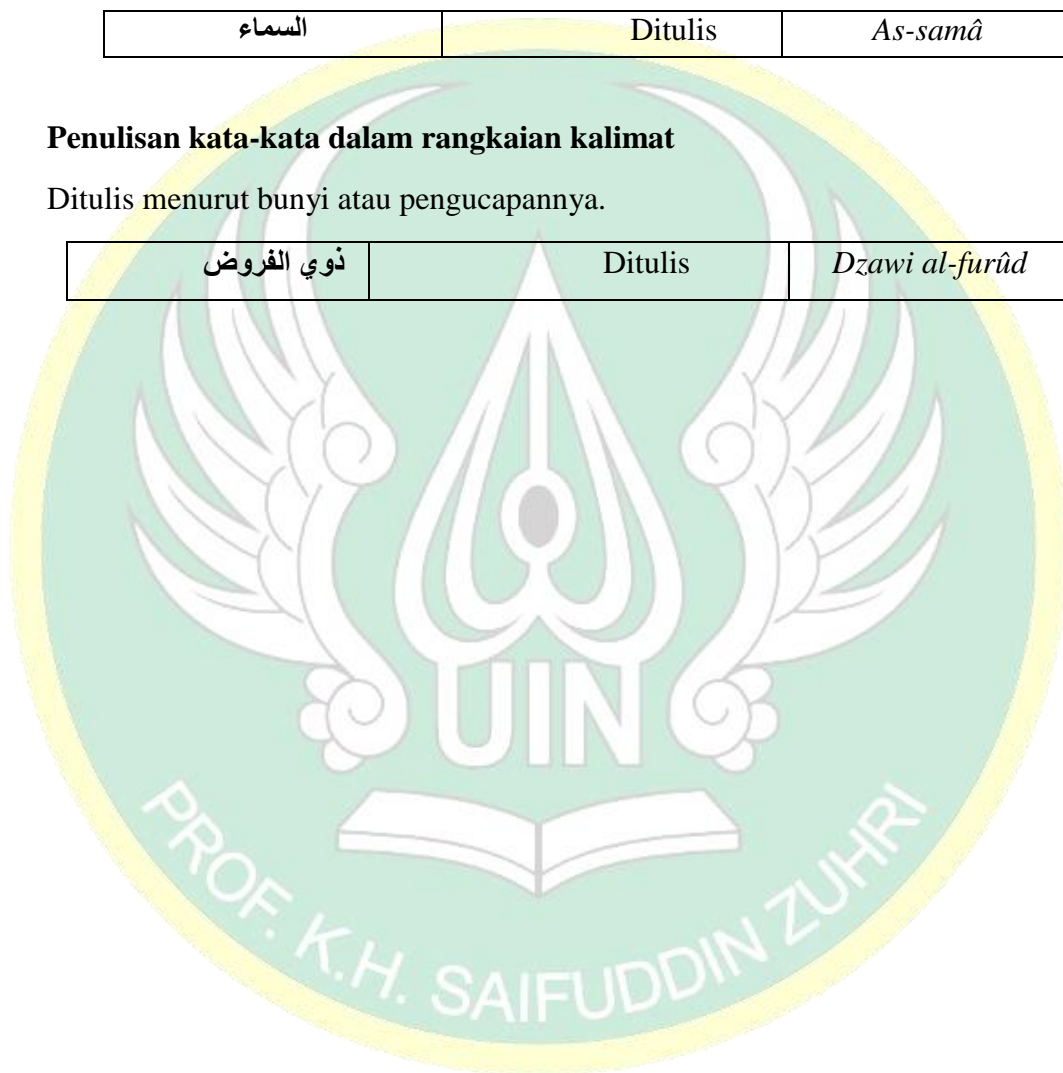 السماء Ditulis As-samâ
Penulisan kata-kata dalam rangkaian kalimat
Ditulis menurut bunyi atau pengucapannya.
ذوي الفروض Ditulis Dzawi al-furûd
UIN
PROF. K.H. SAIFUDDIN ZUHRI